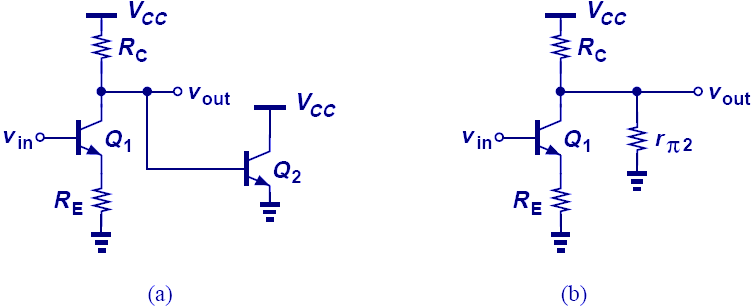 VCC
RC
vout
VCC
vin
Q1
Q2
RE
(a)
VCC
RC
vout
vin
Q1
rπ2
RE
(b)